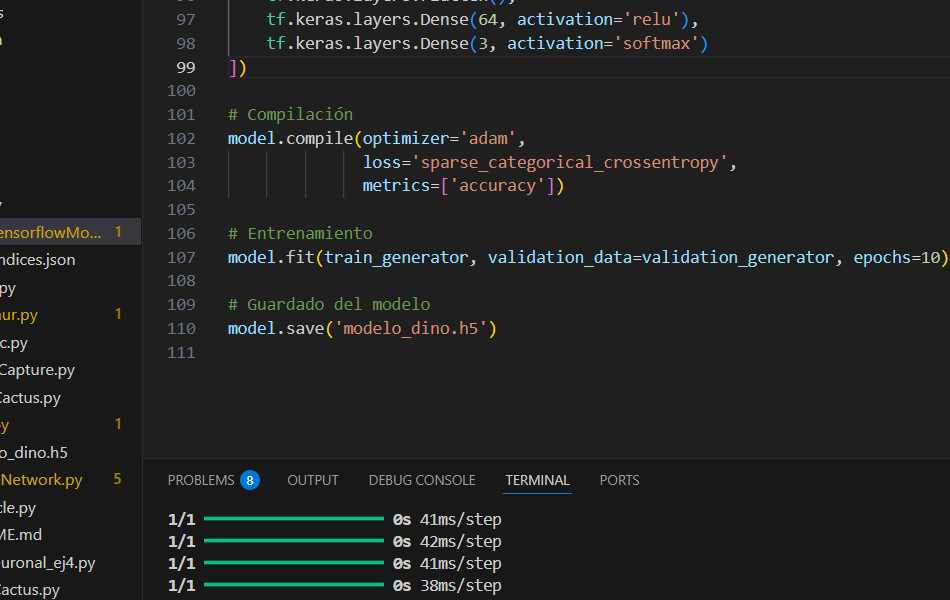 97 tf.keras.layers.Dense(64, activation='relu'),
98 tf.keras.layers.Dense(3, activation='softmax')
99 ])
100
101 # Compilación
102 model.compile(optimizer='adam',
103 loss='sparse_categorical_crossentropy',
104 metrics=['accuracy'])
105
106 # Entrenamiento
107 model.fit(train_generator, validation_data=validation_generator, epochs=10)
108
109 # Guardado del modelo
110 model.save('modelo_dino.h5')
111
ensorflowMo... 1
ndices.json
py
ur.py 1
c.py
Capture.py
Cactus.py
y 1
o_dino.h5
Network.py 5
cle.py
ME.md
euronal_ej4.py
Cactus.py
PROBLEMS 8 OUTPUT DEBUG CONSOLE TERMINAL PORTS
1/1 0s 41ms/step
1/1 0s 42ms/step
1/1 0s 41ms/step
1/1 0s 38ms/step